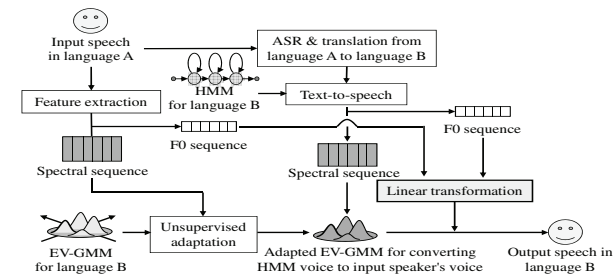 Input speech
in language A
ASR & translation from
language A to language B
HMM
for language B
Feature extraction
Text-to-speech
F0 sequence
F0 sequence
Spectral sequence
Spectral sequence
Linear transformation
Unsupervised
adaptation
EV-GMM
for language B
Adapted EV-GMM for converting
HMM voice to input speaker's voice
Output speech in
language B